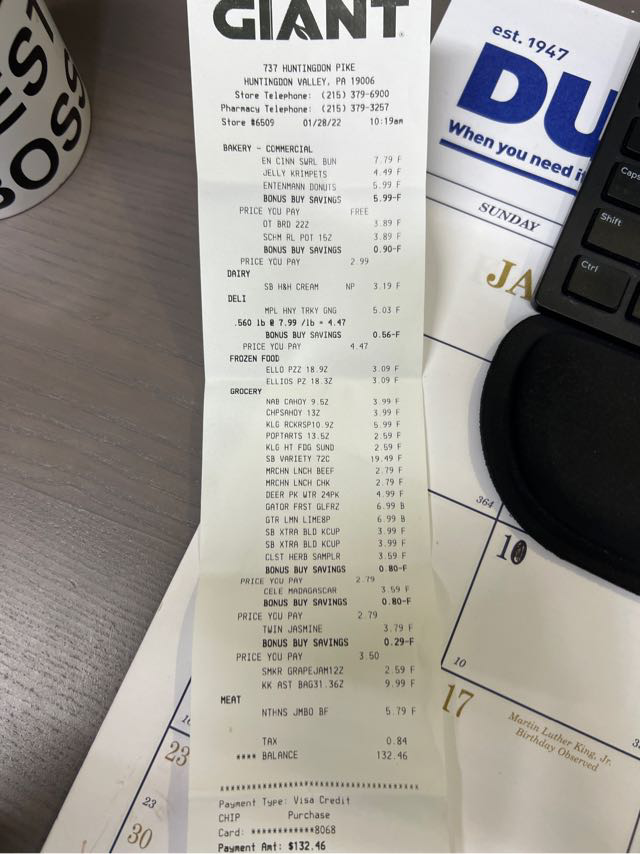 EST
BOSS
GIANT
737 HUNTINGDON PIKE
HUNTINGDON VALLEY, PA 19006
Store Telephone: (215) 379-6900
Pharmacy Telephone: (215) 379-3257
Store #6509 01/28/22 10:19am
BAKERY - COMMERCIAL
EN CINN SWRL BUN 7.79 F
JELLY KRIMPETS 4.49 F
ENTENMANN DONUTS 5.99 F
BONUS BUY SAVINGS 5.99-F
PRICE YOU PAY FREE
OT BRD 22Z 3.89 F
SCHM RL POT 15Z 3.89 F
BONUS BUY SAVINGS 0.90-F
PRICE YOU PAY 2.99
DAIRY
SB H&H CREAM NP 3.19 F
DELI
MPL HNY TRKY GNG 5.03 F
.560 lb @ 7.99 /lb = 4.47
BONUS BUY SAVINGS 0.56-F
PRICE YOU PAY 4.47
FROZEN FOOD
ELLO PZZ 18.9Z 3.09 F
ELLIOS PZ 18.3Z 3.09 F
GROCERY
NAB CAHOY 9.5Z 3.99 F
CHPSAHOY 13Z 3.99 F
KLG RCKRSP10.9Z 5.99 F
POPTARTS 13.5Z 2.59 F
KLG HT FDG SUND 2.59 F
SB VARIETY 72C 19.49 F
MRCHN LNCH BEEF 2.79 F
MRCHN LNCH CHK 2.79 F
DEER PK WTR 24PK 4.99 F
GATOR FRST GLFRZ 6.99 B
GTR LMN LIME8P 6.99 B
SB XTRA BLD KCUP 3.99 F
SB XTRA BLD KCUP 3.99 F
CLST HERB SAMPLR 3.59 F
BONUS BUY SAVINGS 0.80-F
PRICE YOU PAY 2.79
CELE MADAGASCAR 3.59 F
BONUS BUY SAVINGS 0.80-F
PRICE YOU PAY 2.79
TWIN JASMINE 3.79 F
BONUS BUY SAVINGS 0.29-F
PRICE YOU PAY 3.50
SMKR GRAPEJAM12Z 2.59 F
KK AST BAG31.36Z 9.99 F
MEAT
NTHNS JMBO BF 5.79 F
TAX 0.84
**** BALANCE 132.46
Payment Type: Visa Credit
CHIP Purchase
Card: ************8068
Payment Amt: $132.46
est. 1947
DU
When you need i
SUNDAY
JA
Caps
Shift
Ctrl
364
10
10
17
Martin Luther King, Jr.
Birthday Observed
23
23
30